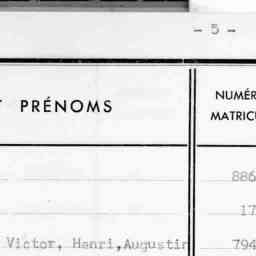 - 5 -
PRÉNOMS
NUMÉR
MATRICU
886
17
Victor, Henri,Augustin
794